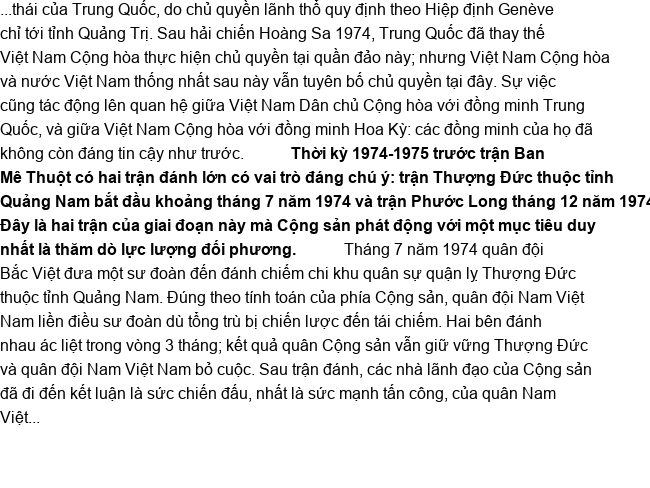 ...thái của Trung Quốc, do chủ quyền lãnh thổ quy định theo Hiệp định Genève
chỉ tới tỉnh Quảng Trị. Sau hải chiến Hoàng Sa 1974, Trung Quốc đã thay thế
Việt Nam Cộng hòa thực hiện chủ quyền tại quần đảo này; nhưng Việt Nam Cộng hòa
và nước Việt Nam thống nhất sau này vẫn tuyên bố chủ quyền tại đây. Sự việc
cũng tác động lên quan hệ giữa Việt Nam Dân chủ Cộng hòa với đồng minh Trung
Quốc, và giữa Việt Nam Cộng hòa với đồng minh Hoa Kỳ: các đồng minh của họ đã
không còn đáng tin cậy như trước. Thời kỳ 1974-1975 trước trận Ban
Mê Thuột có hai trận đánh lớn có vai trò đáng chú ý: trận Thượng Đức thuộc tỉnh
Quảng Nam bắt đầu khoảng tháng 7 năm 1974 và trận Phước Long tháng 12 năm 1974
Đây là hai trận của giai đoạn này mà Cộng sản phát động với một mục tiêu duy
nhất là thăm dò lực lượng đối phương. Tháng 7 năm 1974 quân đội
Bắc Việt đưa một sư đoàn đến đánh chiếm chi khu quân sự quận lỵ Thượng Đức
thuộc tỉnh Quảng Nam. Đúng theo tính toán của phía Cộng sản, quân đội Nam Việt
Nam liền điều sư đoàn dù tổng trù bị chiến lược đến tái chiếm. Hai bên đánh
nhau ác liệt trong vòng 3 tháng; kết quả quân Cộng sản vẫn giữ vững Thượng Đức
và quân đội Nam Việt Nam bỏ cuộc. Sau trận đánh, các nhà lãnh đạo của Cộng sản
đã đi đến kết luận là sức chiến đấu, nhất là sức mạnh tấn công, của quân Nam
Việt...